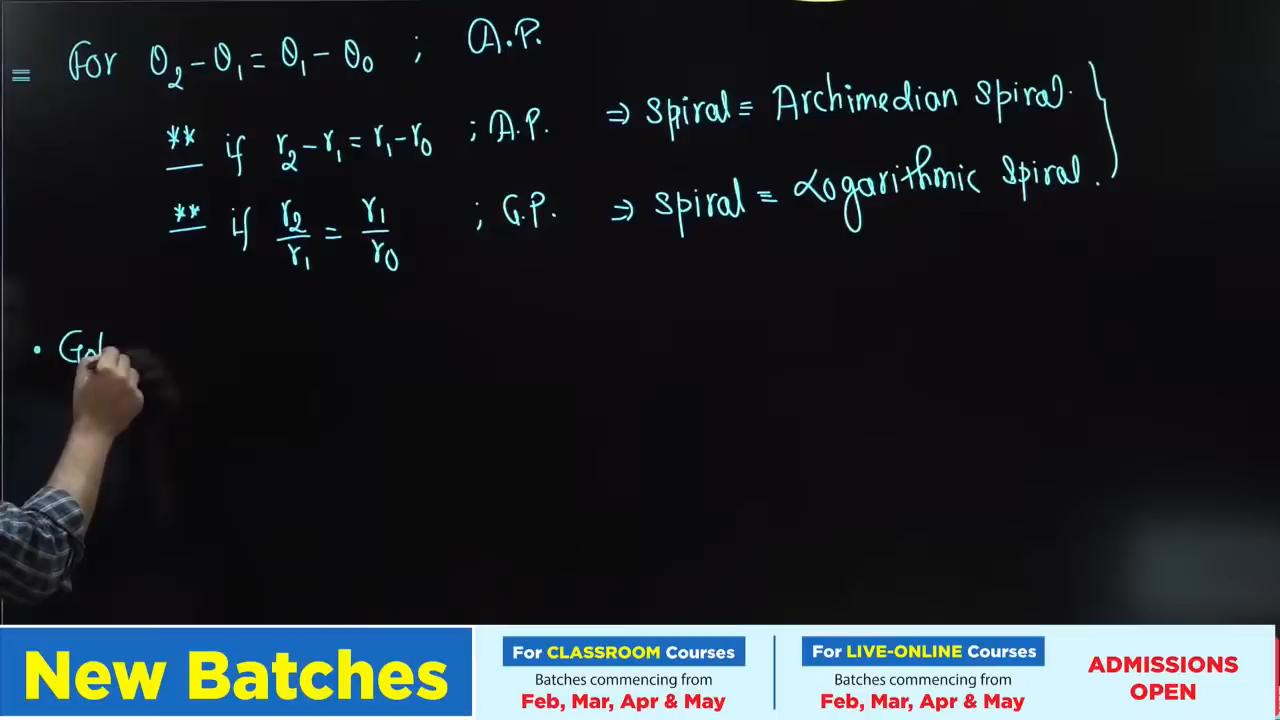 ≡ For θ₂-θ₁ = θ₁-θ₀ ; A.P.
** if r₂-r₁ = r₁-r₀ ; A.P. ⇒ Spiral ≡ Archimedian Spiral.
** if r₂/r₁ = r₁/r₀ ; G.P. ⇒ Spiral ≡ Logarithmic Spiral.
New Batches
For CLASSROOM Courses
Batches commencing from
Feb, Mar, Apr & May
For LIVE-ONLINE Courses
Batches commencing from
Feb, Mar, Apr & May
ADMISSIONS
OPEN